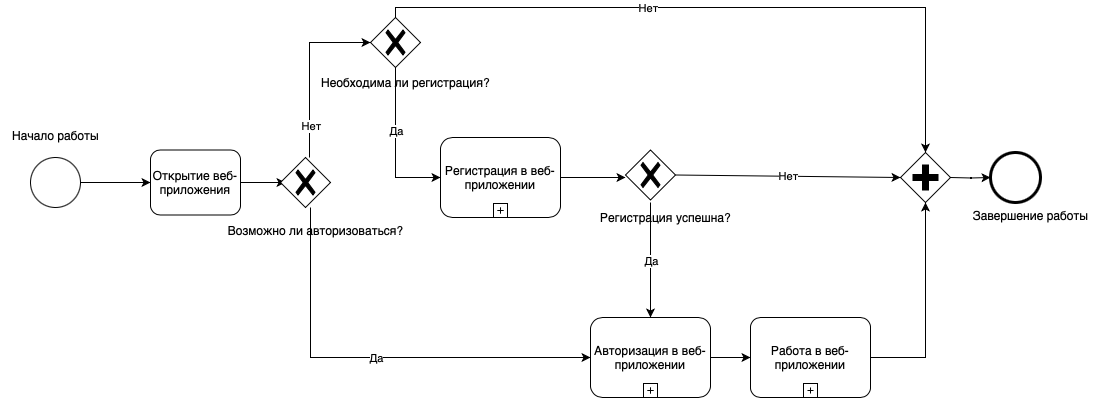 Нет
Необходима ли регистрация?
Нет
Да
Начало работы
Открытие веб-
приложения
Регистрация в веб-
приложении
Нет
Возможно ли авторизоваться?
Регистрация успешна?
Завершение работы
Да
Да
Авторизация в веб-
приложении
Работа в веб-
приложении